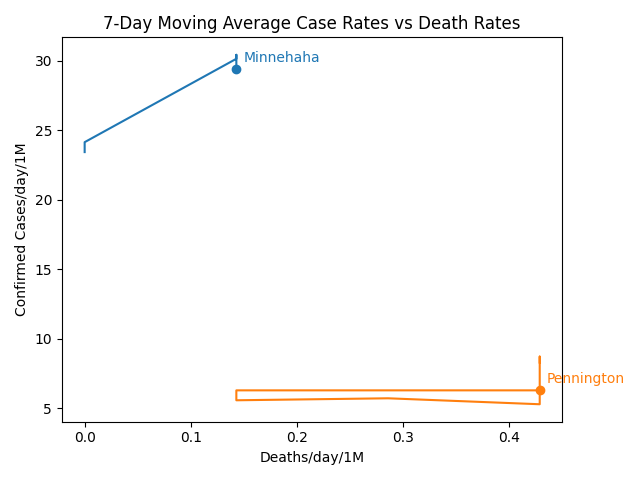 7-Day Moving Average Case Rates vs Death Rates
30
25
20
15
10
5
Confirmed Cases/day/1M
Minnehaha
Pennington
0.0
0.1
0.2
0.3
0.4
Deaths/day/1M